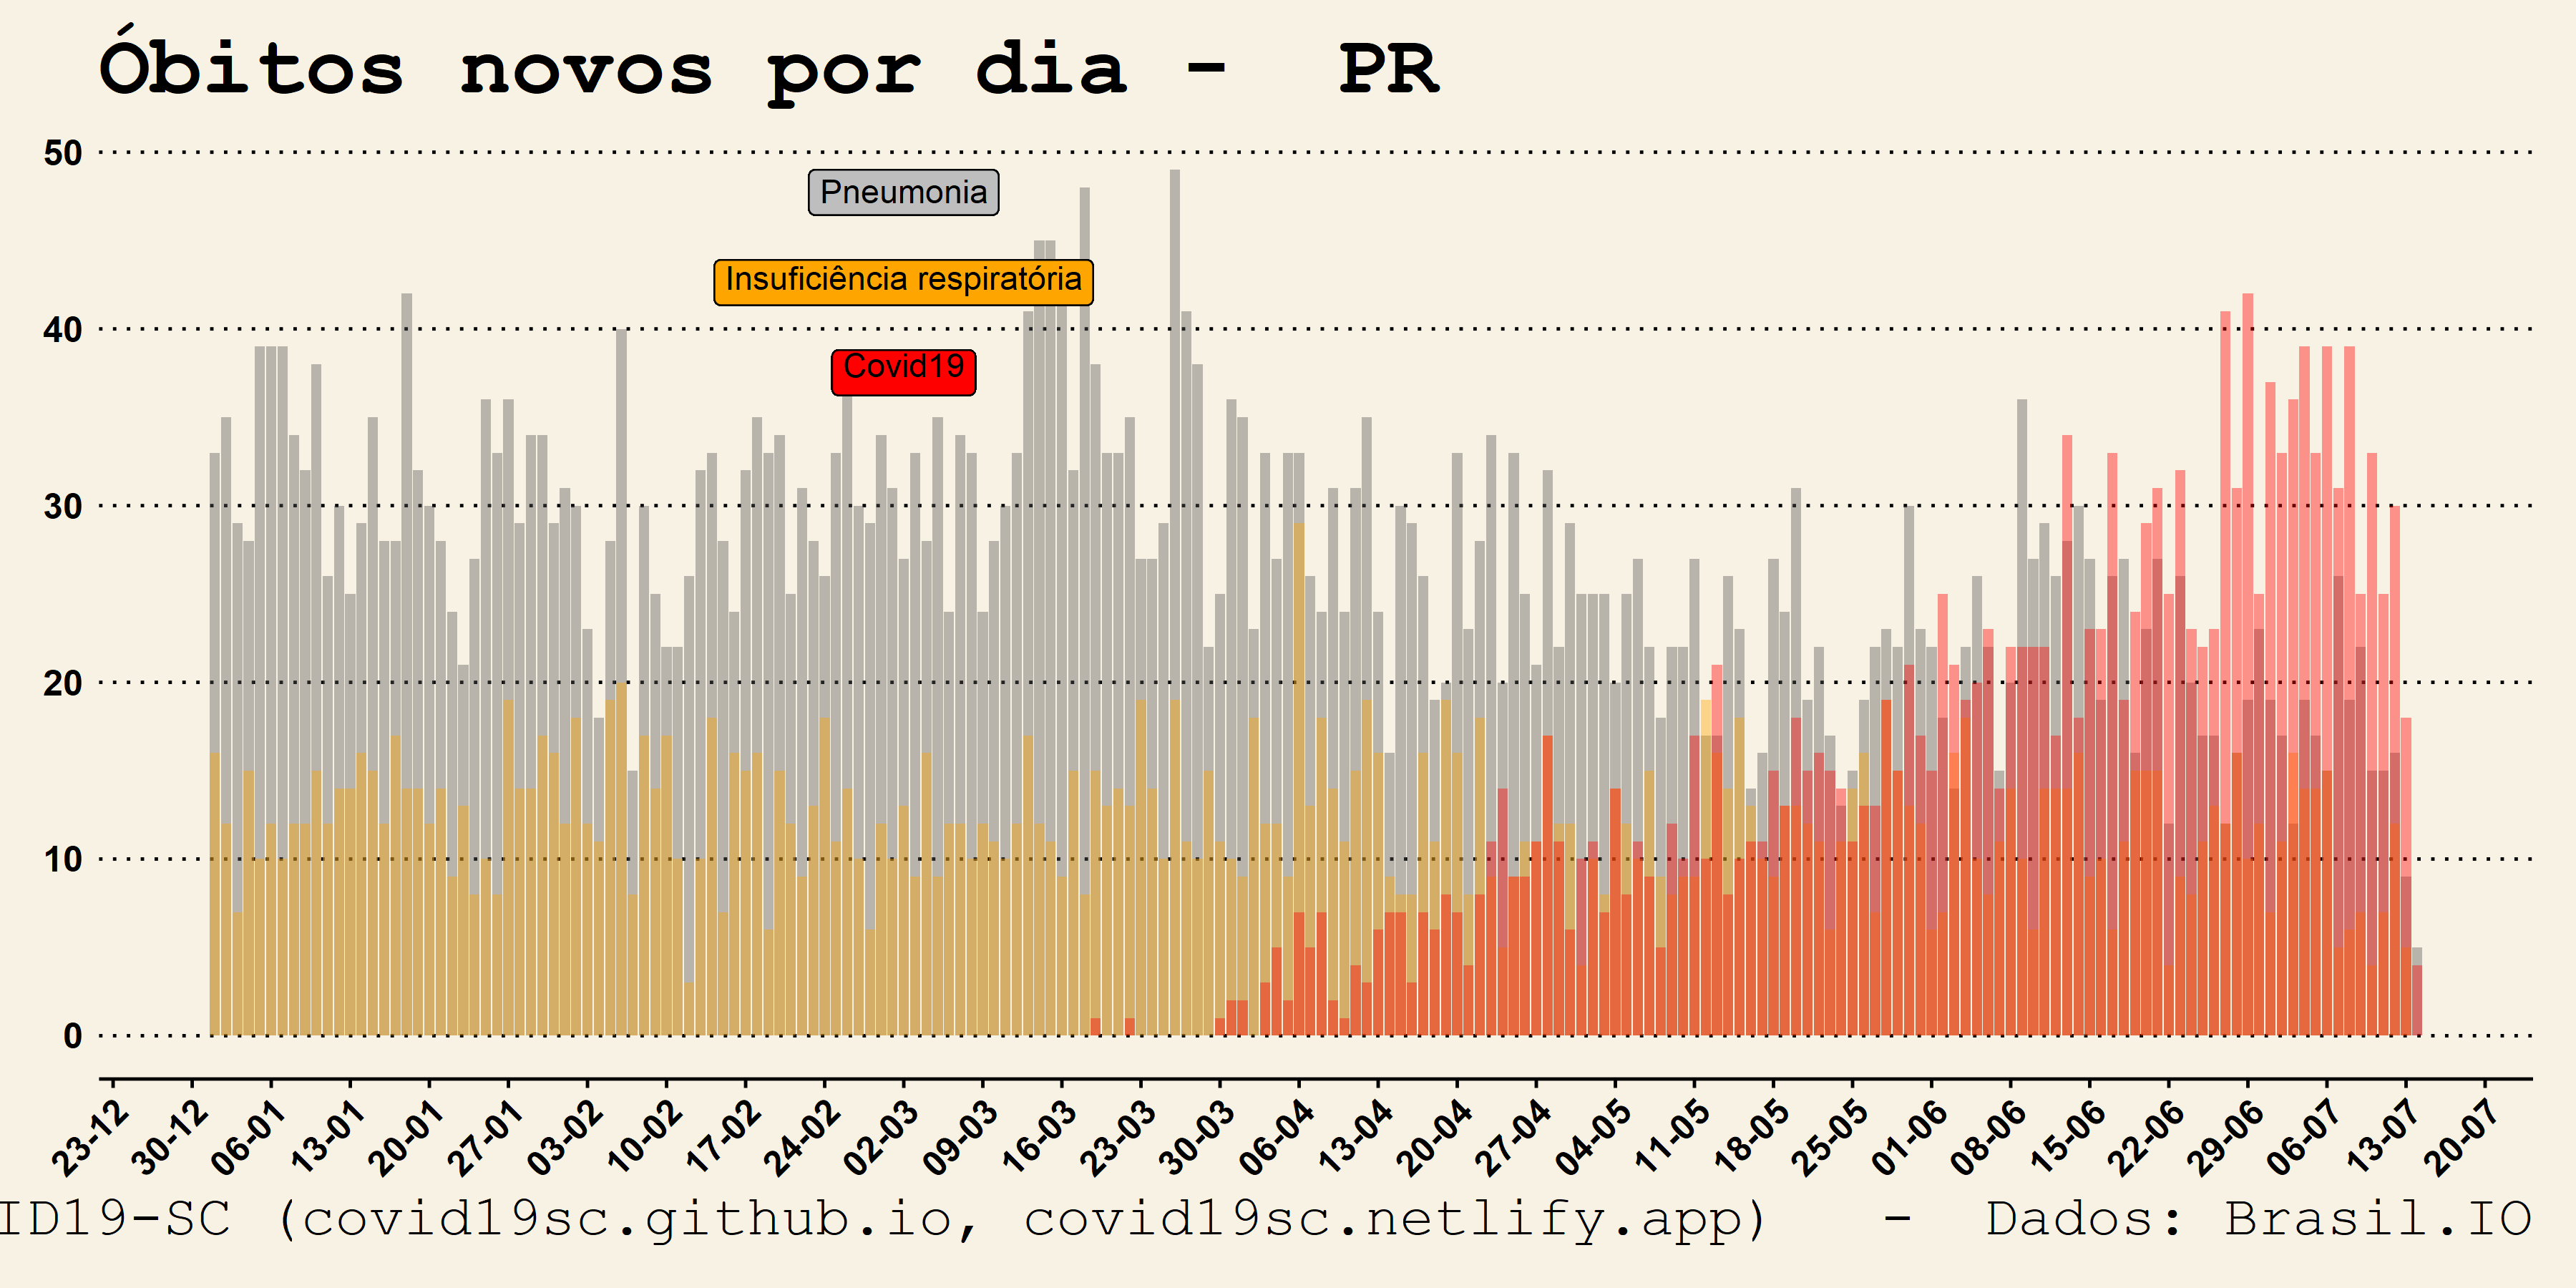 Óbitos novos por dia - PR
50
Pneumonia
Insuficiência respiratória
40
Covid19
30
20
10
0
23-12 30-12 06-01 13-01 20-01 27-01 03-02 10-02 17-02 24-02 02-03 09-03 16-03 23-03 30-03 06-04 13-04 20-04 27-04 04-05 11-05 18-05 25-05 01-06 08-06 15-06 22-06 29-06 06-07 13-07 20-07
ID19-SC (covid19sc.github.io, covid19sc.netlify.app) - Dados: Brasil.IO